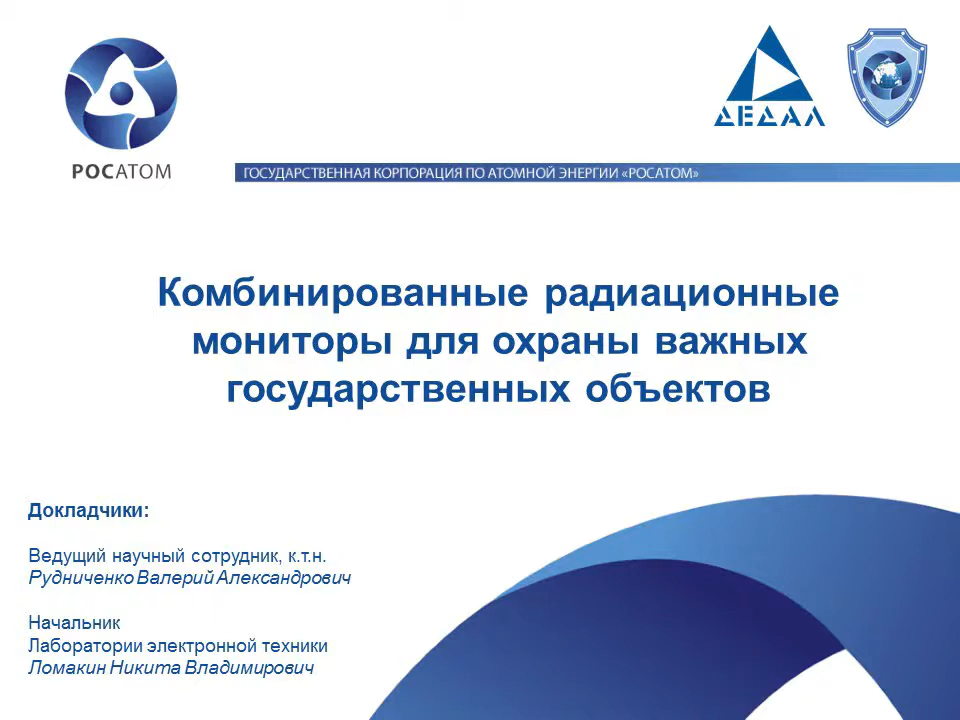 РОСАТОМ
ДЕДАЛ
ГОСУДАРСТВЕННАЯ КОРПОРАЦИЯ ПО АТОМНОЙ ЭНЕРГИИ «РОСАТОМ»
Комбинированные радиационные
мониторы для охраны важных
государственных объектов
Докладчики:
Ведущий научный сотрудник, к.т.н.
Рудниченко Валерий Александрович
Начальник
Лаборатории электронной техники
Ломакин Никита Владимирович